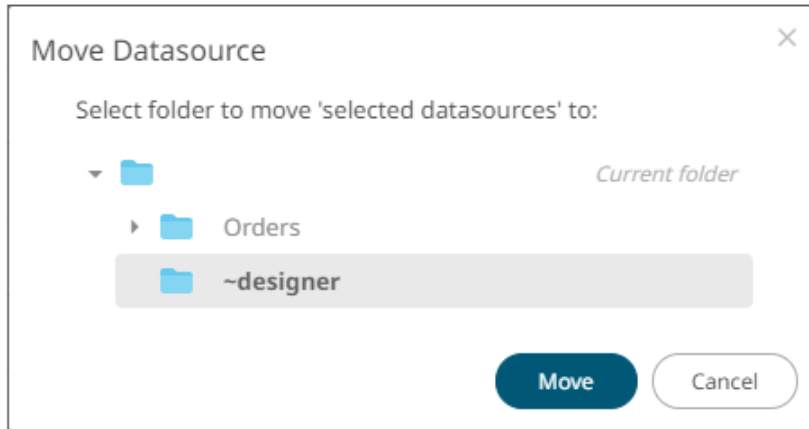 Move Datasource
Select folder to move 'selected datasources' to:
Current folder
Orders
~designer
Move Cancel